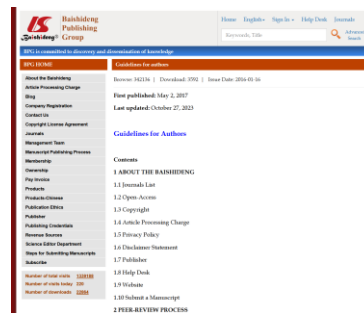 Baishideng
Publishing
Group
Baishideng®
Home English Sign In Help Desk Journals
Keywords, Title
Advanced
Search
BPG is committed to discovery and dissemination of knowledge
BPG HOME
About the Baishideng
Article Processing Charge
Blog
Company Registration
Contact Us
Copyright License Agreement
Journals
Management Team
Manuscript Publishing Process
Membership
Ownership
Pay Invoice
Products
Products-Chinese
Publication Ethics
Publisher
Publishing Credentials
Revenue Sources
Science Editor Department
Steps for Submitting Manuscripts
Subscribe
Number of total visits
Number of visits today
Number of downloads
Guidelines for authors
Browse: 342134 | Download: 3592 | Issue Date: 2016-05-16
First published: May 2, 2017
Last updated: October 27, 2023
Guidelines for Authors
Contents
1 ABOUT THE BAISHIDENG
1.1 Journals List
1.2 Open-Access
1.3 Copyright
1.4 Article Processing Charge
1.5 Privacy Policy
1.6 Disclaimer Statement
1.7 Publisher
1.8 Help Desk
1.9 Website
1.10 Submit a Manuscript
2 PEER-REVIEW PROCESS